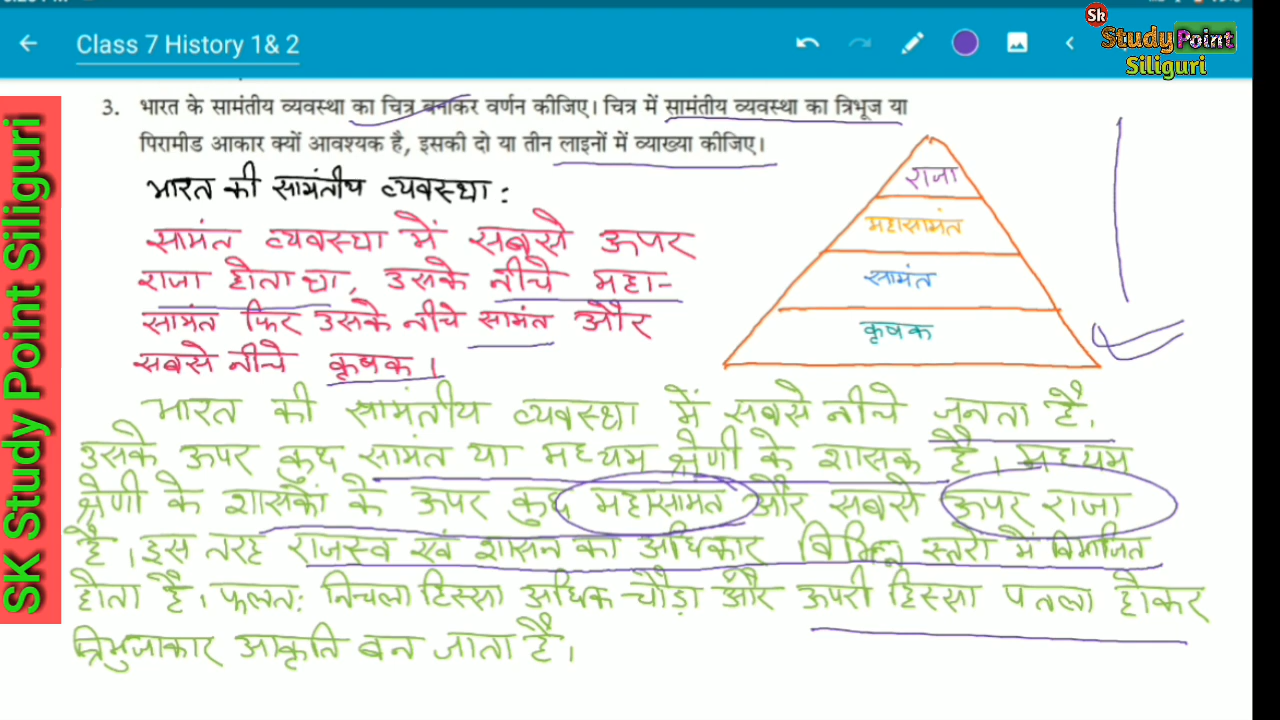 Class 7 History 1& 2
Sk
StudyPoint
Siliguri
SK Study Point Siliguri
3. भारत के सामंतीय व्यवस्था का चित्र बनाकर वर्णन कीजिए। चित्र में सामंतीय व्यवस्था का त्रिभूज या
पिरामीड आकार क्यों आवश्यक है, इसकी दो या तीन लाइनों में व्याख्या कीजिए।
भारत की सामंतीय व्यवस्था :
सामंत व्यवस्था में सबसे ऊपर
राजा होता था, उसके नीचे महा-
सामंत फिर उसके नीचे सामंत और
सबसे नीचे कृषक।
राजा
महासामंत
सामंत
कृषक
भारत की सामंतीय व्यवस्था में सबसे नीचे जनता है,
उसके ऊपर कुछ सामंत या मध्यम श्रेणी के शासक है। मध्यम
श्रेणी के शासकों के ऊपर कुछ महासामंत और सबसे ऊपर राजा
है। इस तरह राजस्व एवं शासन का अधिकार विभिन्न स्तरों में विभाजित
होता है। फलतः निचला हिस्सा अधिक चौड़ा और ऊपरी हिस्सा पतला होकर
त्रिभुजाकार आकृति बन जाता है।